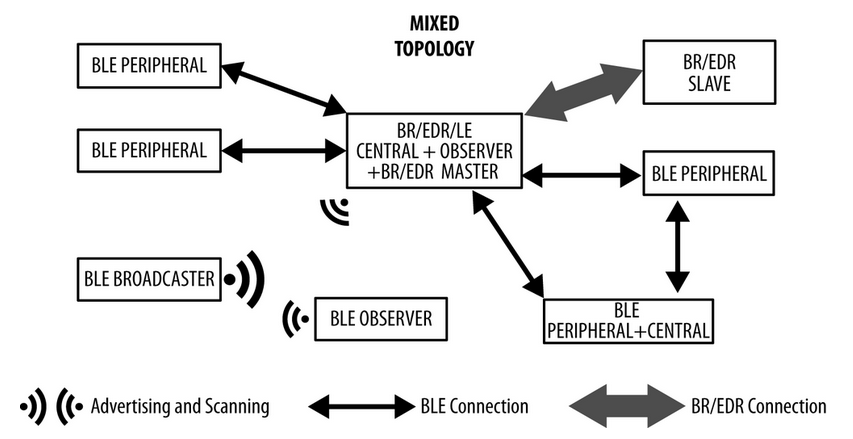 MIXED
TOPOLOGY
BLE PERIPHERAL
BR/EDR
SLAVE
BLE PERIPHERAL
BR/EDR/LE
CENTRAL + OBSERVER
+BR/EDR MASTER
BLE PERIPHERAL
BLE BROADCASTER
BLE OBSERVER
BLE
PERIPHERAL+CENTRAL
Advertising and Scanning
BLE Connection
BR/EDR Connection